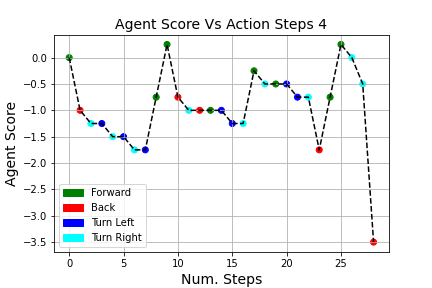 Agent Score Vs Action Steps 4
Agent Score
0.0
−0.5
−1.0
−1.5
−2.0
−2.5
−3.0
−3.5
Forward
Back
Turn Left
Turn Right
0 5 10 15 20 25
Num. Steps